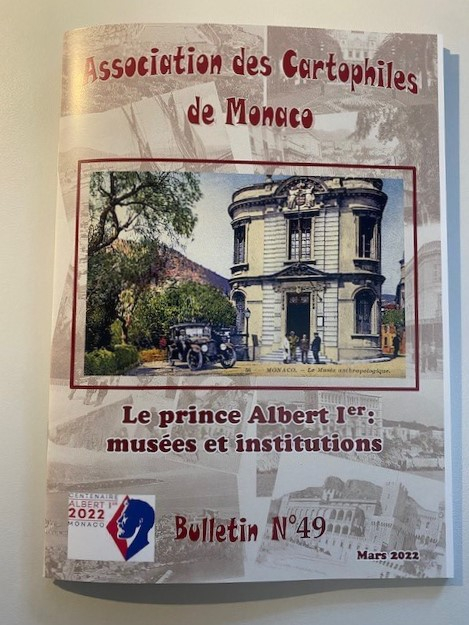 Association des Cartophiles
de Monaco
MONACO. – Le Musée anthropologique.
Le prince Albert Ier :
musées et institutions
CENTENAIRE
ALBERT Ier
2022
MONACO
Bulletin N°49
Mars 2022